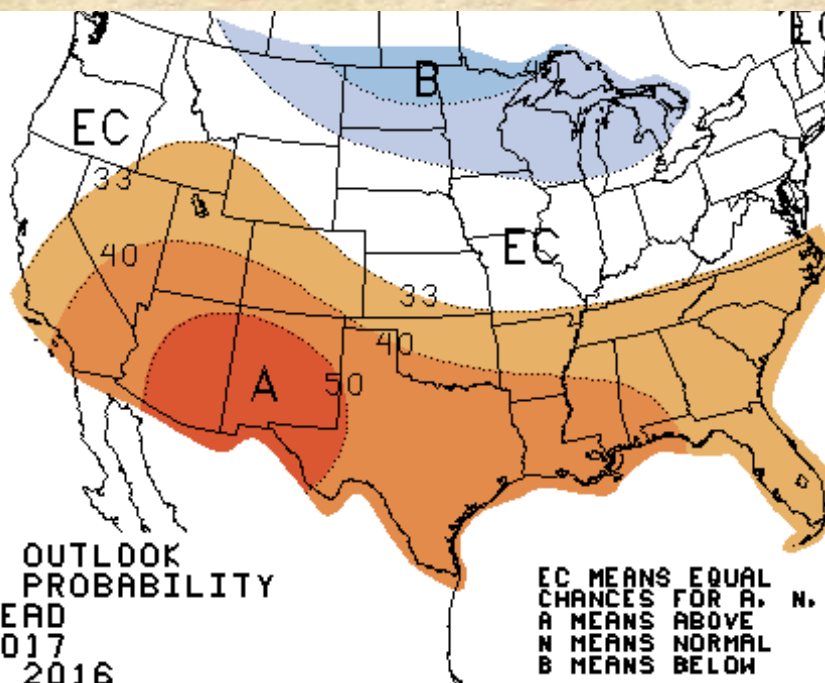 EC
B
EC
33
40
EC
33
40
50
A
OUTLOOK
PROBABILITY
EAD
017
2016
EC MEANS EQUAL
CHANCES FOR A, N,
A MEANS ABOVE
N MEANS NORMAL
B MEANS BELOW